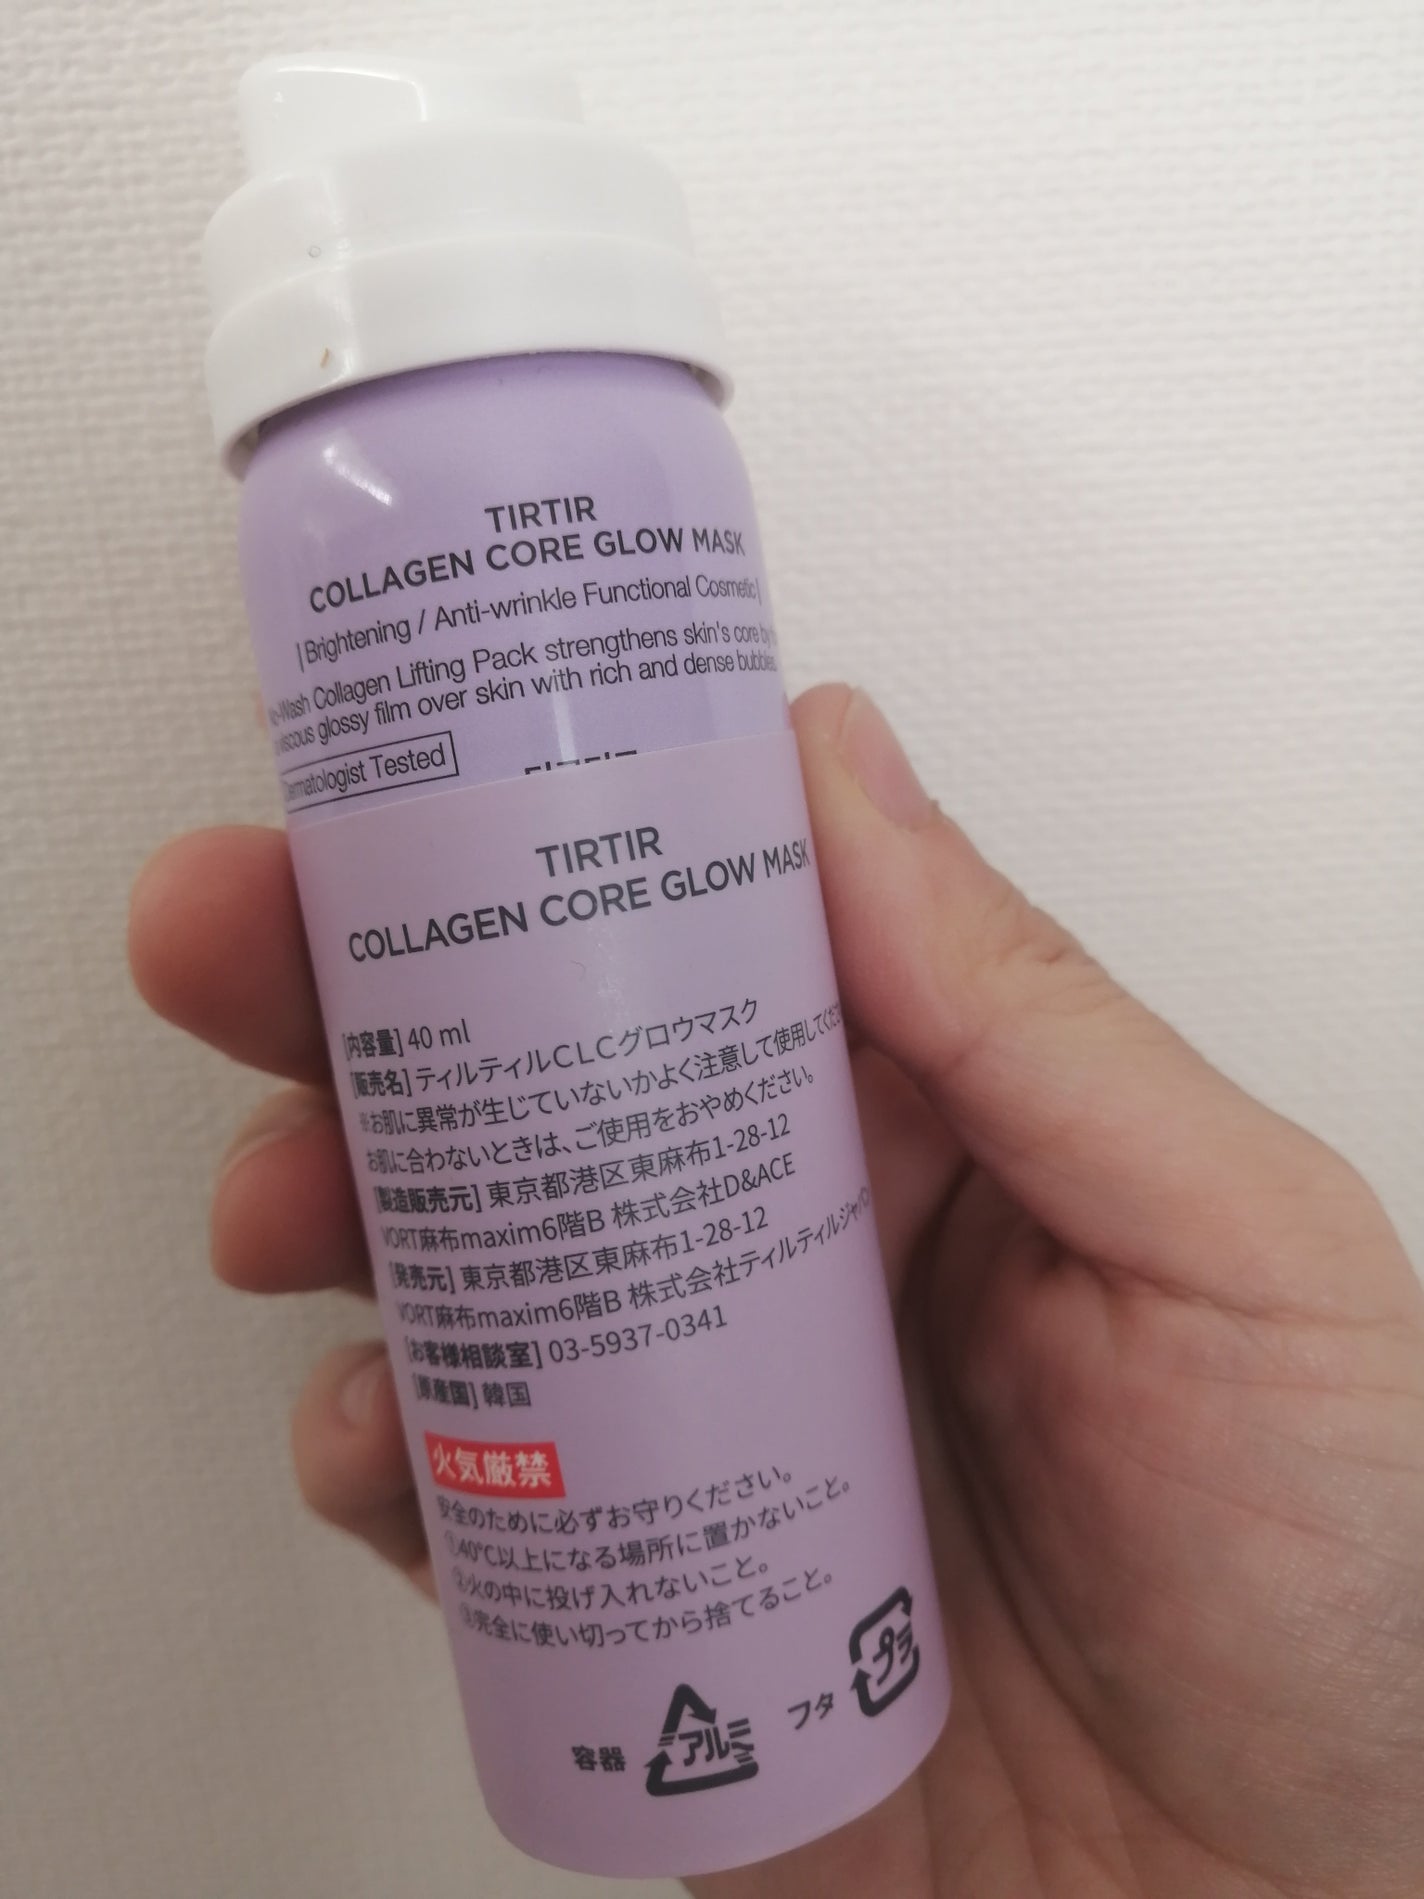 TIRTIR
COLLAGEN CORE GLOW MASK
| Brightening / Anti-wrinkle Functional Cosmetic |
Collagen Lifting Pack strengthens skin's core by
viscous glossy film over skin with rich and dense bubbles
Dermatologist Tested
TIRTIR
COLLAGEN CORE GLOW MASK
[内容量] 40 ml
[販売名] ティルティルCLCグロウマスク
※お肌に異常が生じていないかよく注意して使用してくださ
お肌に合わないときは、ご使用をおやめください。
[製造販売元] 東京都港区東麻布1-28-12
VORT麻布maxim6階B 株式会社D&ACE
[発売元] 東京都港区東麻布1-28-12
VORT麻布maxim6階B 株式会社ティルティルジャパン
[お客様相談室] 03-5937-0341
[原産国] 韓国
火気厳禁
安全のために必ずお守りください。
①40℃以上になる場所に置かないこと。
②火の中に投げ入れないこと。
③完全に使い切ってから捨てること。
容器 アルミ フタ プラ